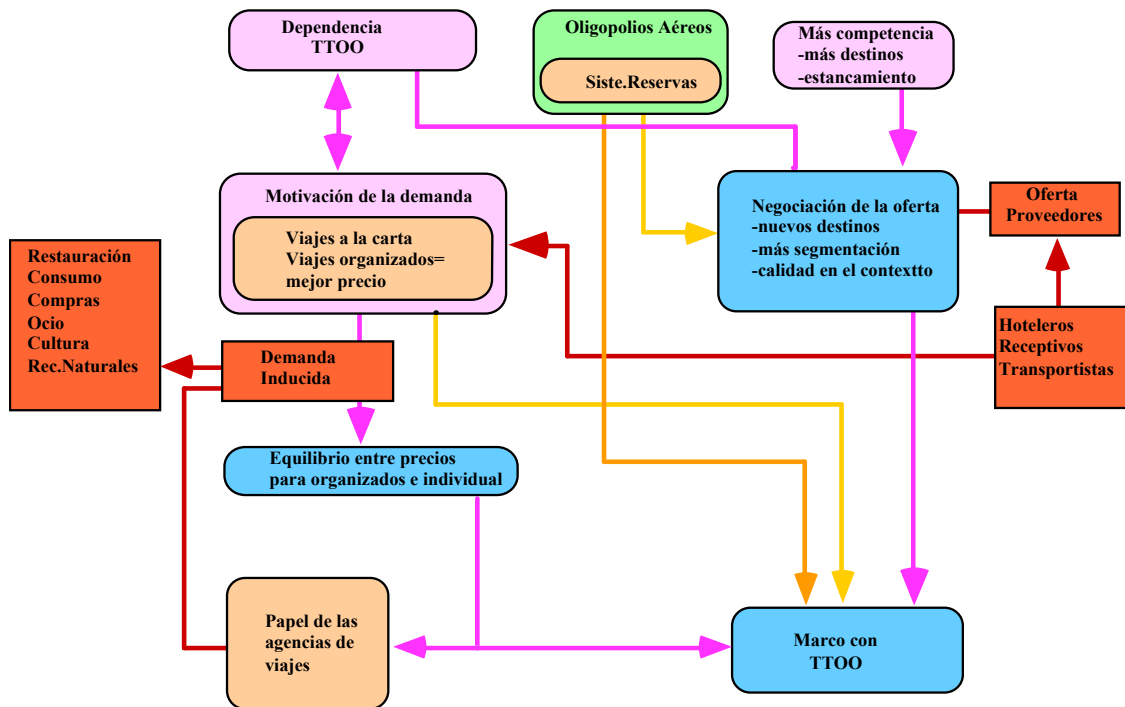 Dependencia
TTOO
Oligopolios Aéreos
Siste.Reservas
Más competencia
-más destinos
-estancamiento
Motivación de la demanda
Viajes a la carta
Viajes organizados=
mejor precio
Negociación de la oferta
-nuevos destinos
-más segmentación
-calidad en el contextto
Oferta
Proveedores
Restauración
Consumo
Compras
Ocio
Cultura
Rec.Naturales
Demanda
Inducida
Hoteleros
Receptivos
Transportistas
Equilibrio entre precios
para organizados e individual
Papel de las
agencias de
viajes
Marco con
TTOO